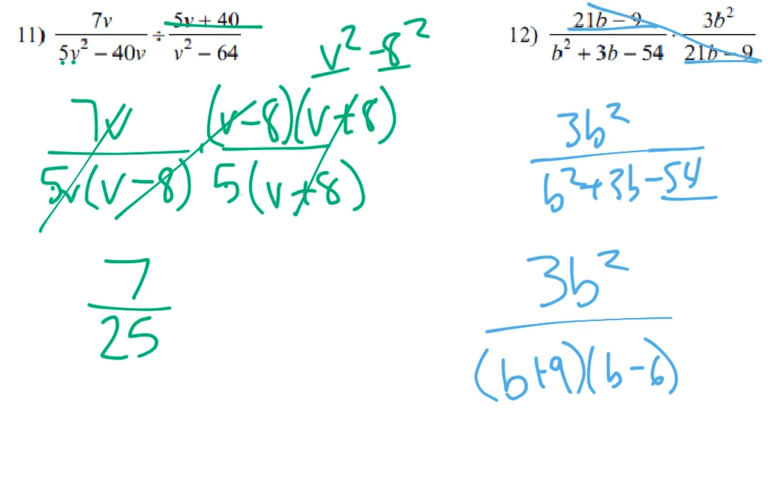 11) 7v / (5v² − 40v) ÷ (5v + 40) / (v² − 64)
v² − 8²
7v / 5v(v − 8) · (v − 8)(v + 8) / 5(v + 8)
7 / 25
12) (21b − 9) / (b² + 3b − 54) · 3b² / (21b − 9)
3b² / b² + 3b − 54
3b² / (b + 9)(b − 6)